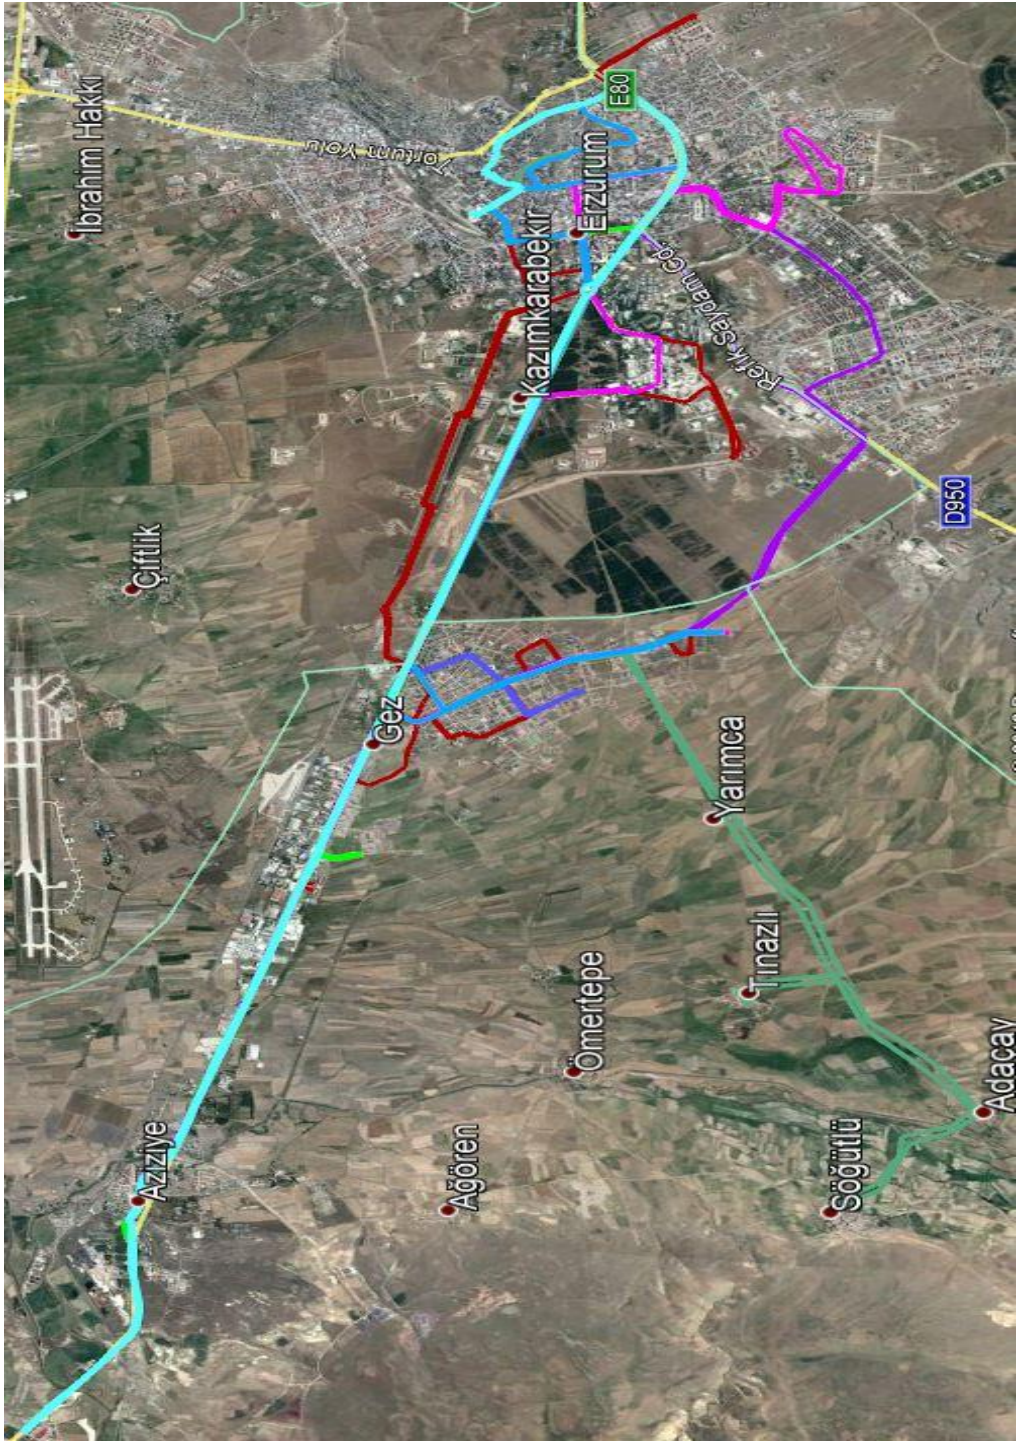 İbrahim Hakkı
Tortum Yolu
E80
Erzurum
Kazımkarabekir
Refik Saydam Cd.
Çiftlik
D950
Gez
Yarımca
Tınazlı
Ömertepe
Adaçay
Söğütlü
Ağören
Aziziye